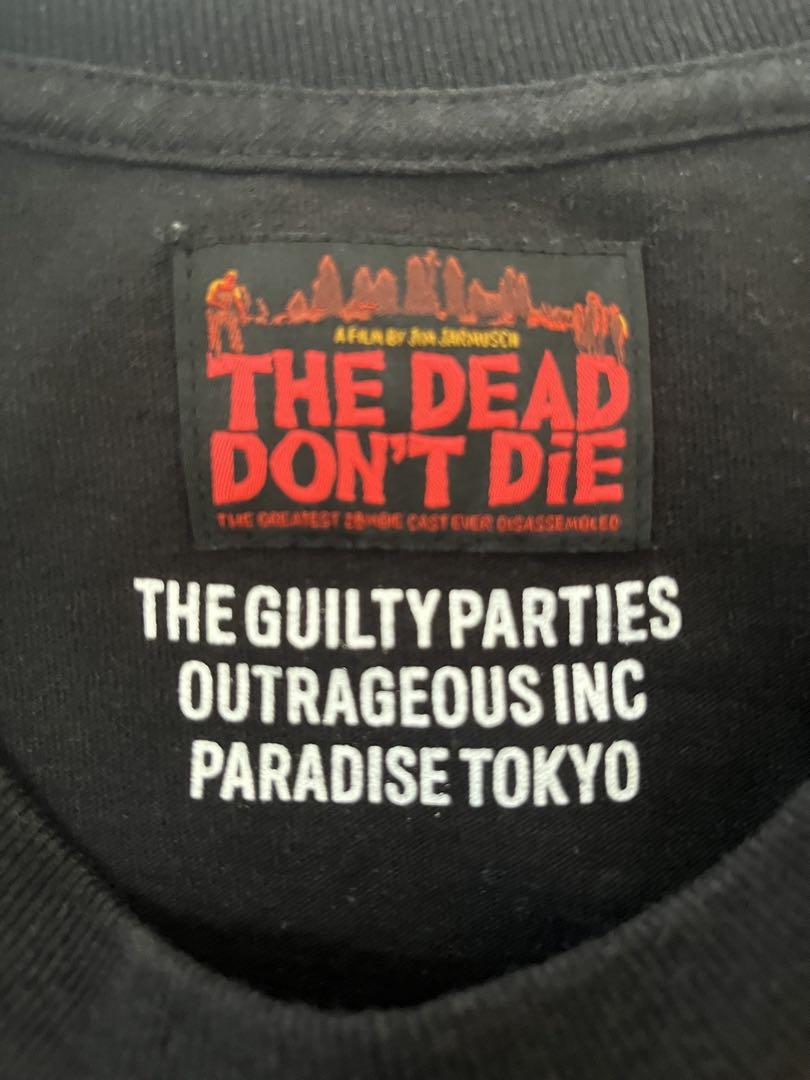 A FILM BY JIM JARMUSCH
THE DEAD
DON'T DiE
THE GREATEST ZOMBIE CAST EVER DISASSEMBLED
THE GUILTY PARTIES
OUTRAGEOUS INC
PARADISE TOKYO